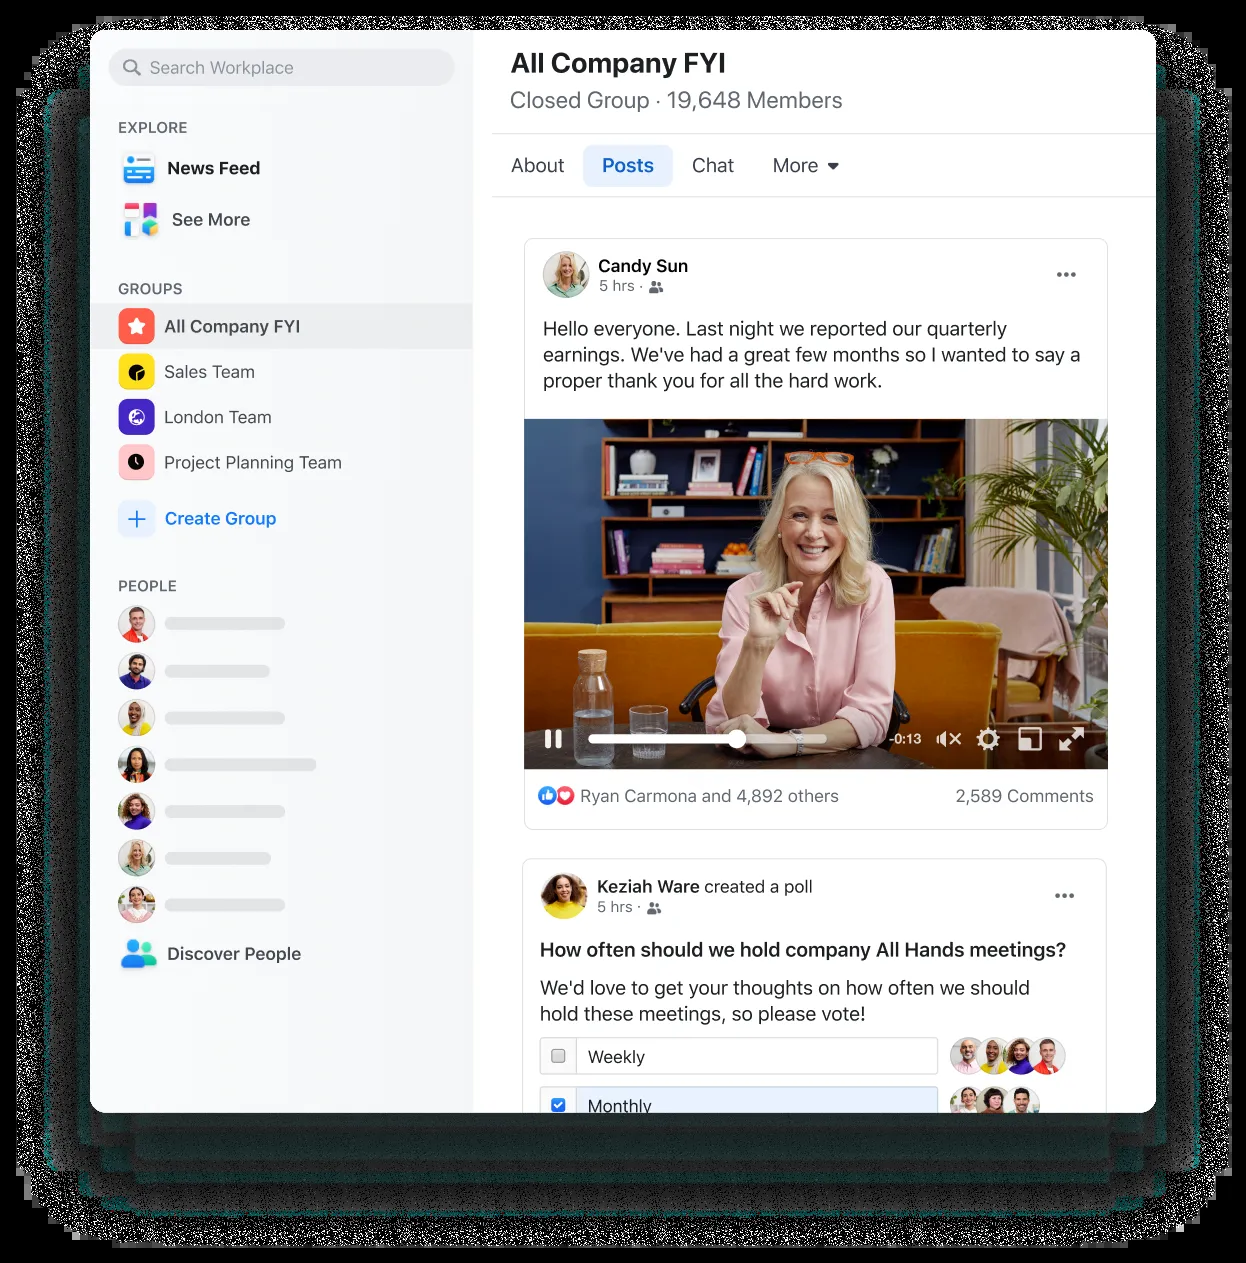 Search Workplace
EXPLORE
News Feed
See More
GROUPS
All Company FYI
Sales Team
London Team
Project Planning Team
Create Group
PEOPLE
Discover People
All Company FYI
Closed Group · 19,648 Members
About
Posts
Chat
More
Candy Sun
5 hrs ·
Hello everyone. Last night we reported our quarterly
earnings. We've had a great few months so I wanted to say a
proper thank you for all the hard work.
-0:13
Ryan Carmona and 4,892 others
2,589 Comments
Keziah Ware created a poll
5 hrs ·
How often should we hold company All Hands meetings?
We'd love to get your thoughts on how often we should
hold these meetings, so please vote!
Weekly
Monthly